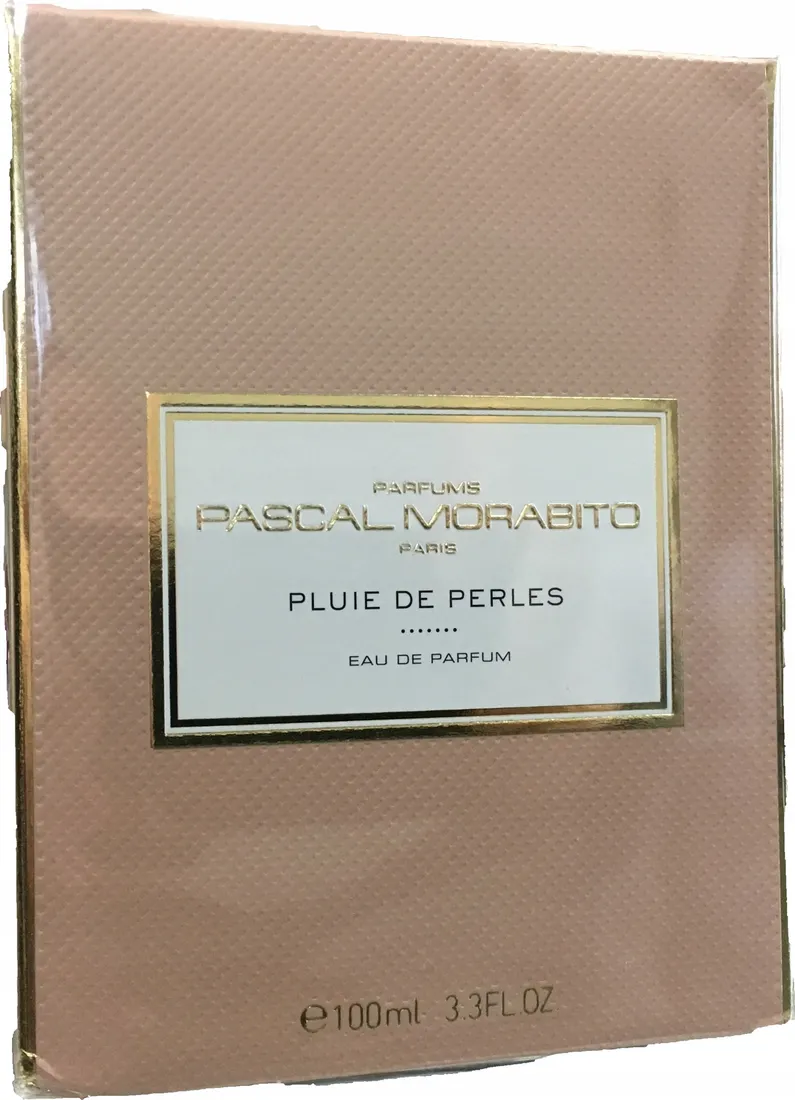 PARFUMS
PASCAL MORABITO
PARIS
PLUIE DE PERLES
EAU DE PARFUM
℮100ml 3.3FL.OZ